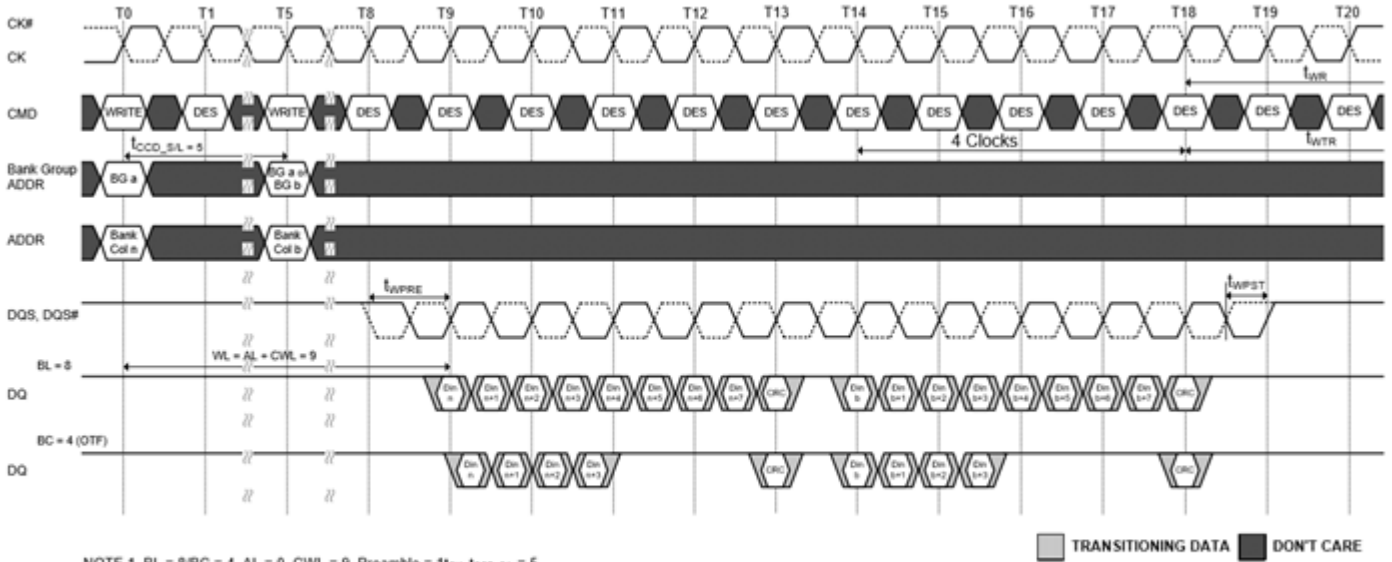 T0 T1 T5 T8 T9 T10 T11 T12 T13 T14 T15 T16 T17 T18 T19 T20
CK#
CK
tWR
CMD WRITE DES WRITE DES DES DES DES DES DES DES DES DES DES DES DES DES
tCCD_S/L = 5
4 Clocks
tWTR
Bank Group
ADDR
BG a
BG a or
BG b
ADDR
Bank
Col n
Bank
Col b
tWPRE
tWPST
DQS, DQS#
WL = AL + CWL = 9
BL = 8
DQ
Din n Din n+1 Din n+2 Din n+3 Din n+4 Din n+5 Din n+6 Din n+7 CRC Din b Din b+1 Din b+2 Din b+3 Din b+4 Din b+5 Din b+6 Din b+7 CRC
BC = 4 (OTF)
DQ
Din n Din n+1 Din n+2 Din n+3 CRC Din b Din b+1 Din b+2 Din b+3 CRC
TRANSITIONING DATA DON'T CARE